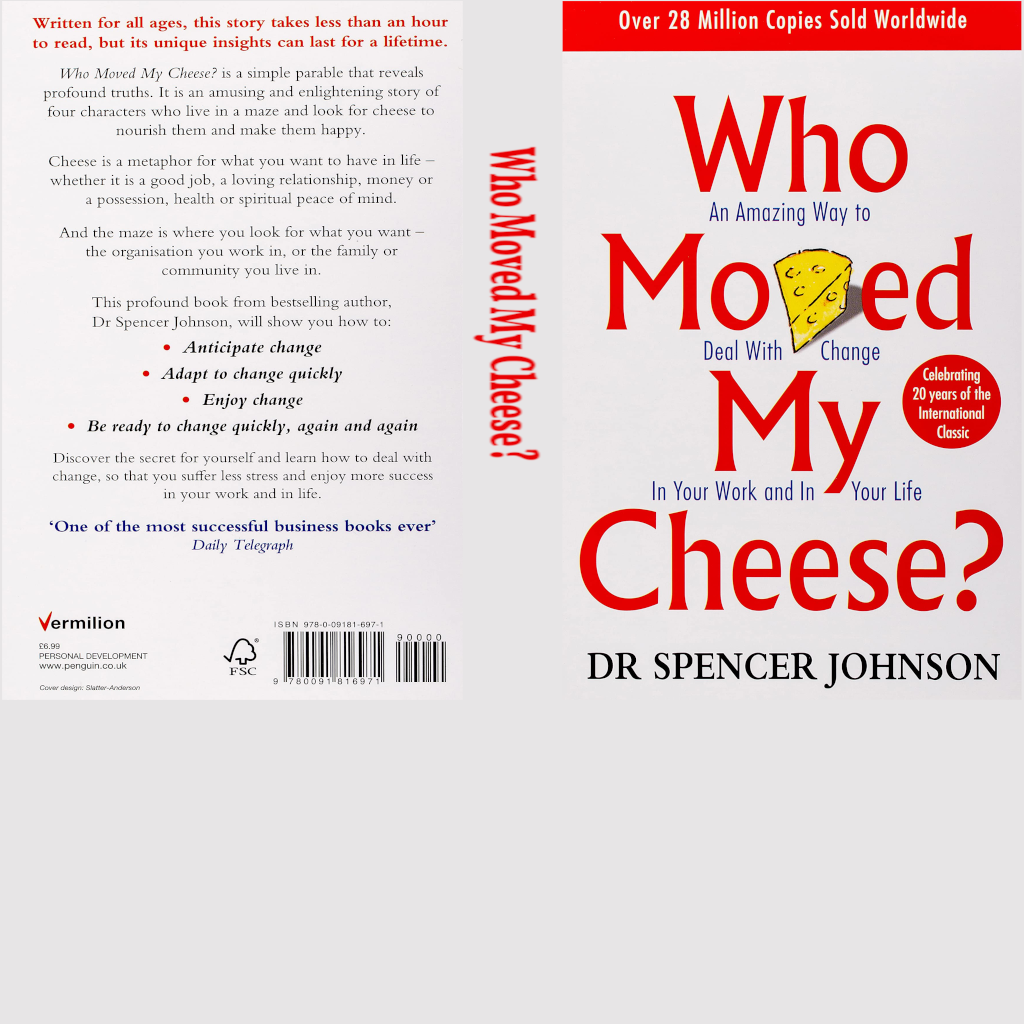 Written for all ages, this story takes less than an hour
to read, but its unique insights can last for a lifetime.
Who Moved My Cheese? is a simple parable that reveals
profound truths. It is an amusing and enlightening story of
four characters who live in a maze and look for cheese to
nourish them and make them happy.
Cheese is a metaphor for what you want to have in life –
whether it is a good job, a loving relationship, money or
a possession, health or spiritual peace of mind.
And the maze is where you look for what you want –
the organisation you work in, or the family or
community you live in.
This profound book from bestselling author,
Dr Spencer Johnson, will show you how to:
• Anticipate change
• Adapt to change quickly
• Enjoy change
• Be ready to change quickly, again and again
Discover the secret for yourself and learn how to deal with
change, so that you suffer less stress and enjoy more success
in your work and in life.
‘One of the most successful business books ever’
Daily Telegraph
Vermilion
£6.99
PERSONAL DEVELOPMENT
www.penguin.co.uk
Cover design: Slatter-Anderson
FSC
ISBN 978-0-09181-697-1
90000
9 780091 816971
Who Moved My Cheese?
Over 28 Million Copies Sold Worldwide
Who
An Amazing Way to
Moved
Deal With Change
My
Celebrating
20 years of the
International
Classic
In Your Work and In Your Life
Cheese?
DR SPENCER JOHNSON